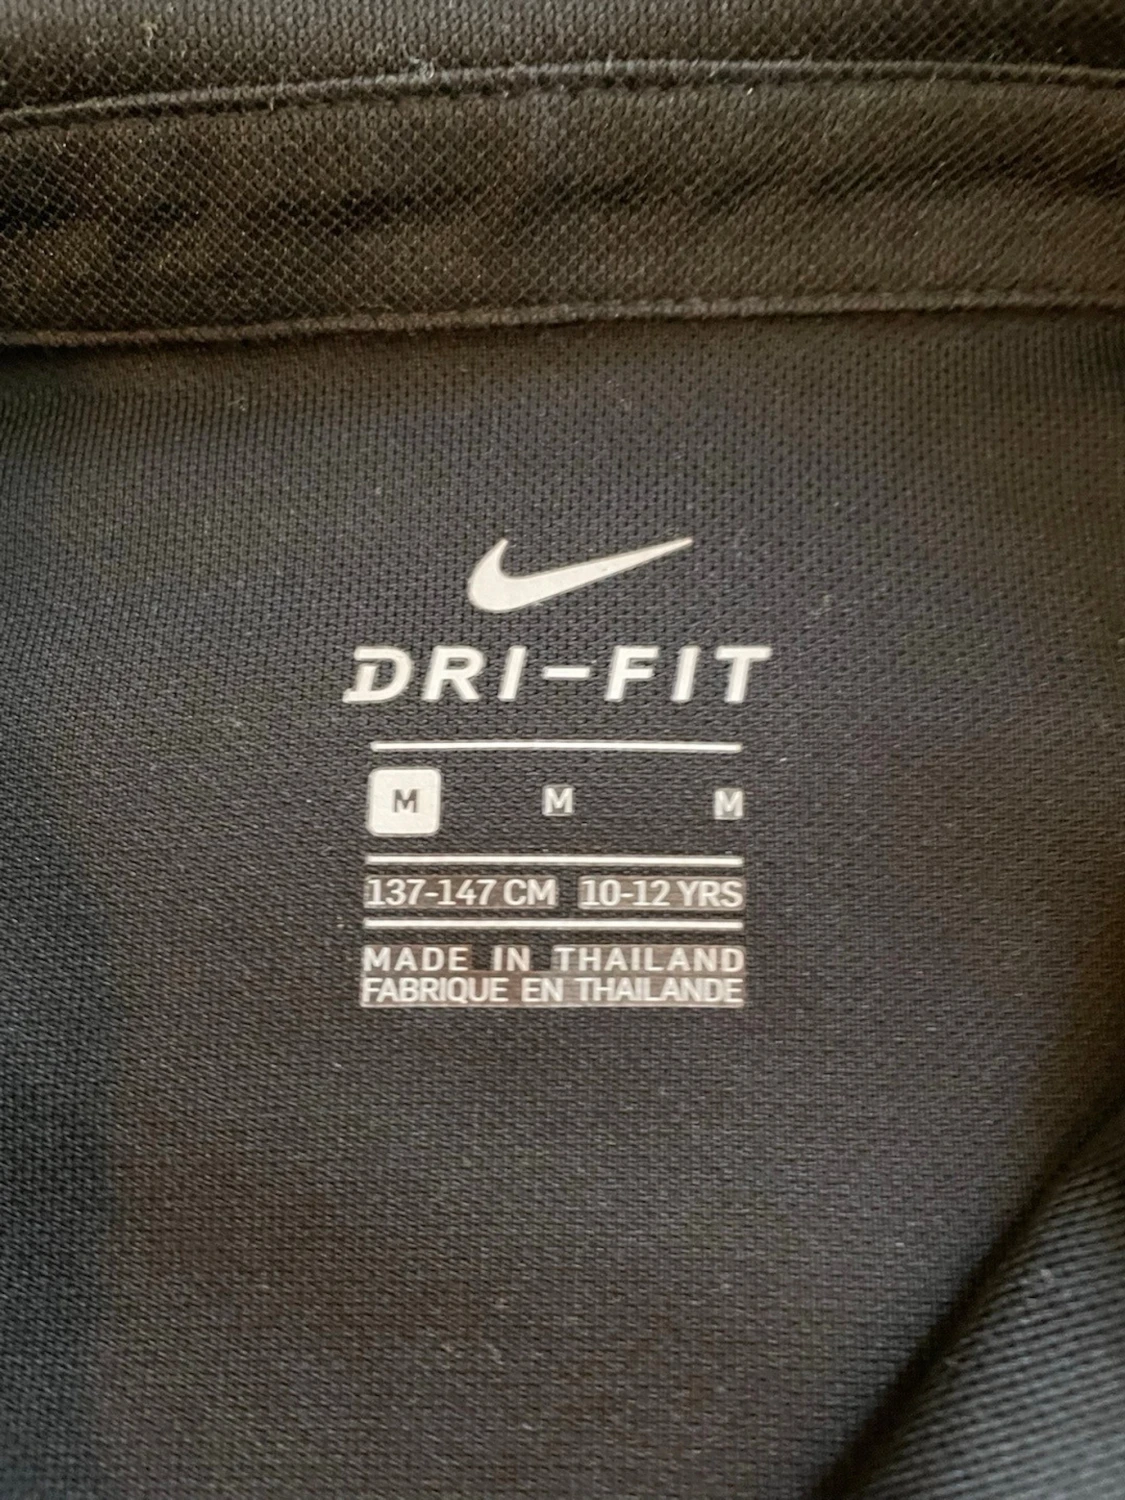 DRI-FIT
M M M
137-147 CM 10-12 YRS
MADE IN THAILAND
FABRIQUE EN THAILANDE